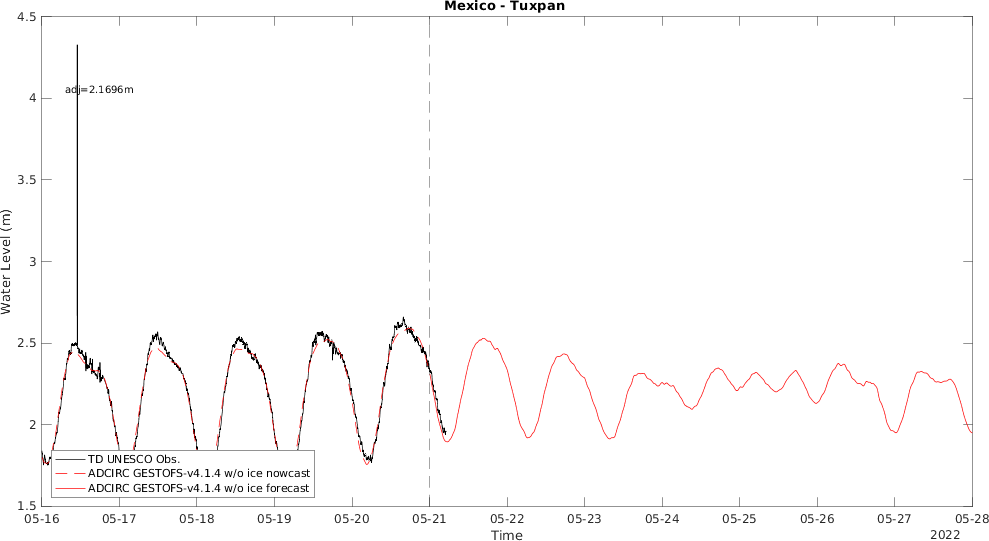 Mexico - Tuxpan
4.5
4
3.5
3
2.5
2
1.5
Water Level (m)
adj=2.1696m
TD UNESCO Obs.
ADCIRC GESTOFS-v4.1.4 w/o ice nowcast
ADCIRC GESTOFS-v4.1.4 w/o ice forecast
05-16 05-17 05-18 05-19 05-20 05-21 05-22 05-23 05-24 05-25 05-26 05-27 05-28
Time
2022